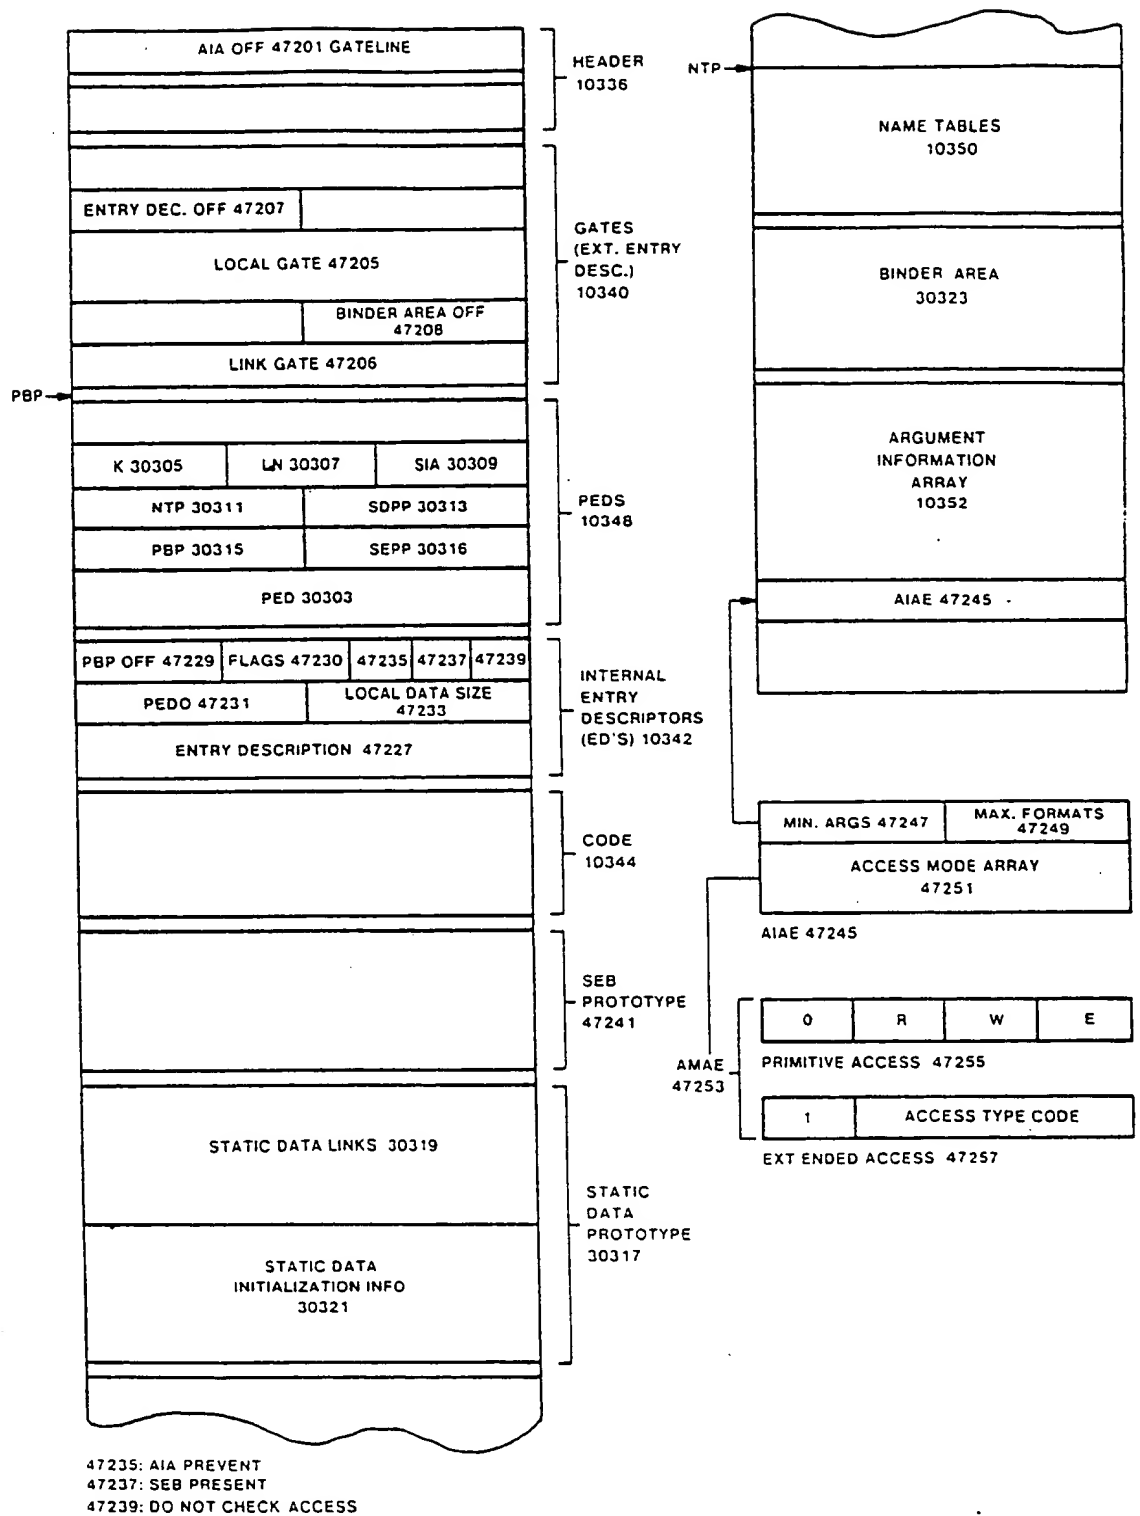 AIA OFF 47201 GATELINE
HEADER
10336
ENTRY DEC. OFF 47207
LOCAL GATE 47205
BINDER AREA OFF
47208
LINK GATE 47206
GATES
(EXT. ENTRY
DESC.)
10340
PBP
K 30305
LN 30307
SIA 30309
NTP 30311
SDPP 30313
PBP 30315
SEPP 30316
PED 30303
PEDS
10348
PBP OFF 47229
FLAGS 47230
47235
47237
47239
PEDO 47231
LOCAL DATA SIZE
47233
ENTRY DESCRIPTION 47227
INTERNAL
ENTRY
DESCRIPTORS
(ED'S) 10342
CODE
10344
SEB
PROTOTYPE
47241
STATIC DATA LINKS 30319
STATIC DATA
INITIALIZATION INFO
30321
STATIC
DATA
PROTOTYPE
30317
47235: AIA PREVENT
47237: SEB PRESENT
47239: DO NOT CHECK ACCESS
NTP
NAME TABLES
10350
BINDER AREA
30323
ARGUMENT
INFORMATION
ARRAY
10352
AIAE 47245
MIN. ARGS 47247
MAX. FORMATS
47249
ACCESS MODE ARRAY
47251
AIAE 47245
AMAE
47253
0 R W E
PRIMITIVE ACCESS 47255
1 ACCESS TYPE CODE
EXT ENDED ACCESS 47257